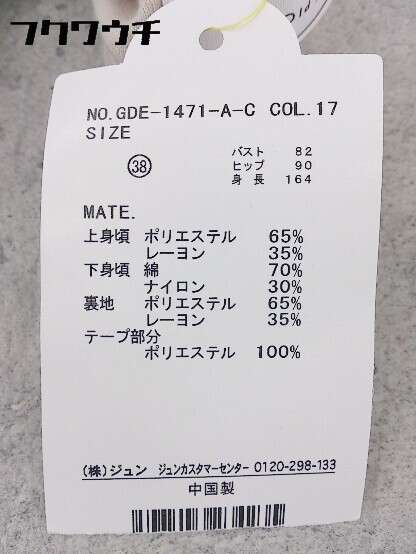 フクワウチ
NO.GDE-1471-A-C COL.17
SIZE
38
バスト 82
ヒップ 90
身長 164
MATE.
上身頃 ポリエステル 65%
レーヨン 35%
下身頃 綿 70%
ナイロン 30%
裏地 ポリエステル 65%
レーヨン 35%
テープ部分
ポリエステル 100%
(株)ジュン ジュンカスタマーセンター 0120-298-133
中国製